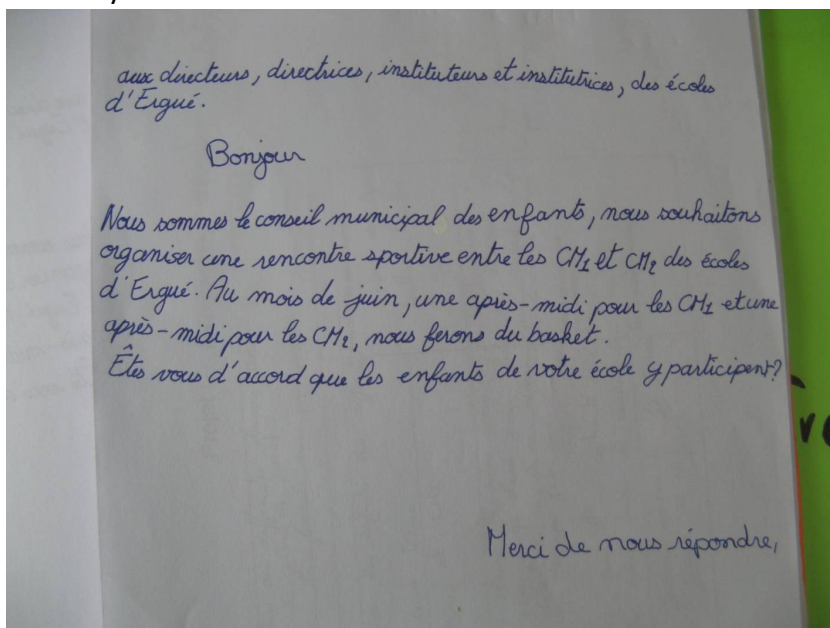 aux directeurs, directrices, instituteurs et institutrices, des écoles
d'Ergué.
Bonjour
Nous sommes le conseil municipal des enfants, nous souhaitons
organiser une rencontre sportive entre les CM1 et CM2 des écoles
d'Ergué. Au mois de juin, une après-midi pour les CM1 et une
après-midi pour les CM2, nous ferons du basket.
Êtes vous d'accord que les enfants de votre école y participent?
Merci de nous répondre,